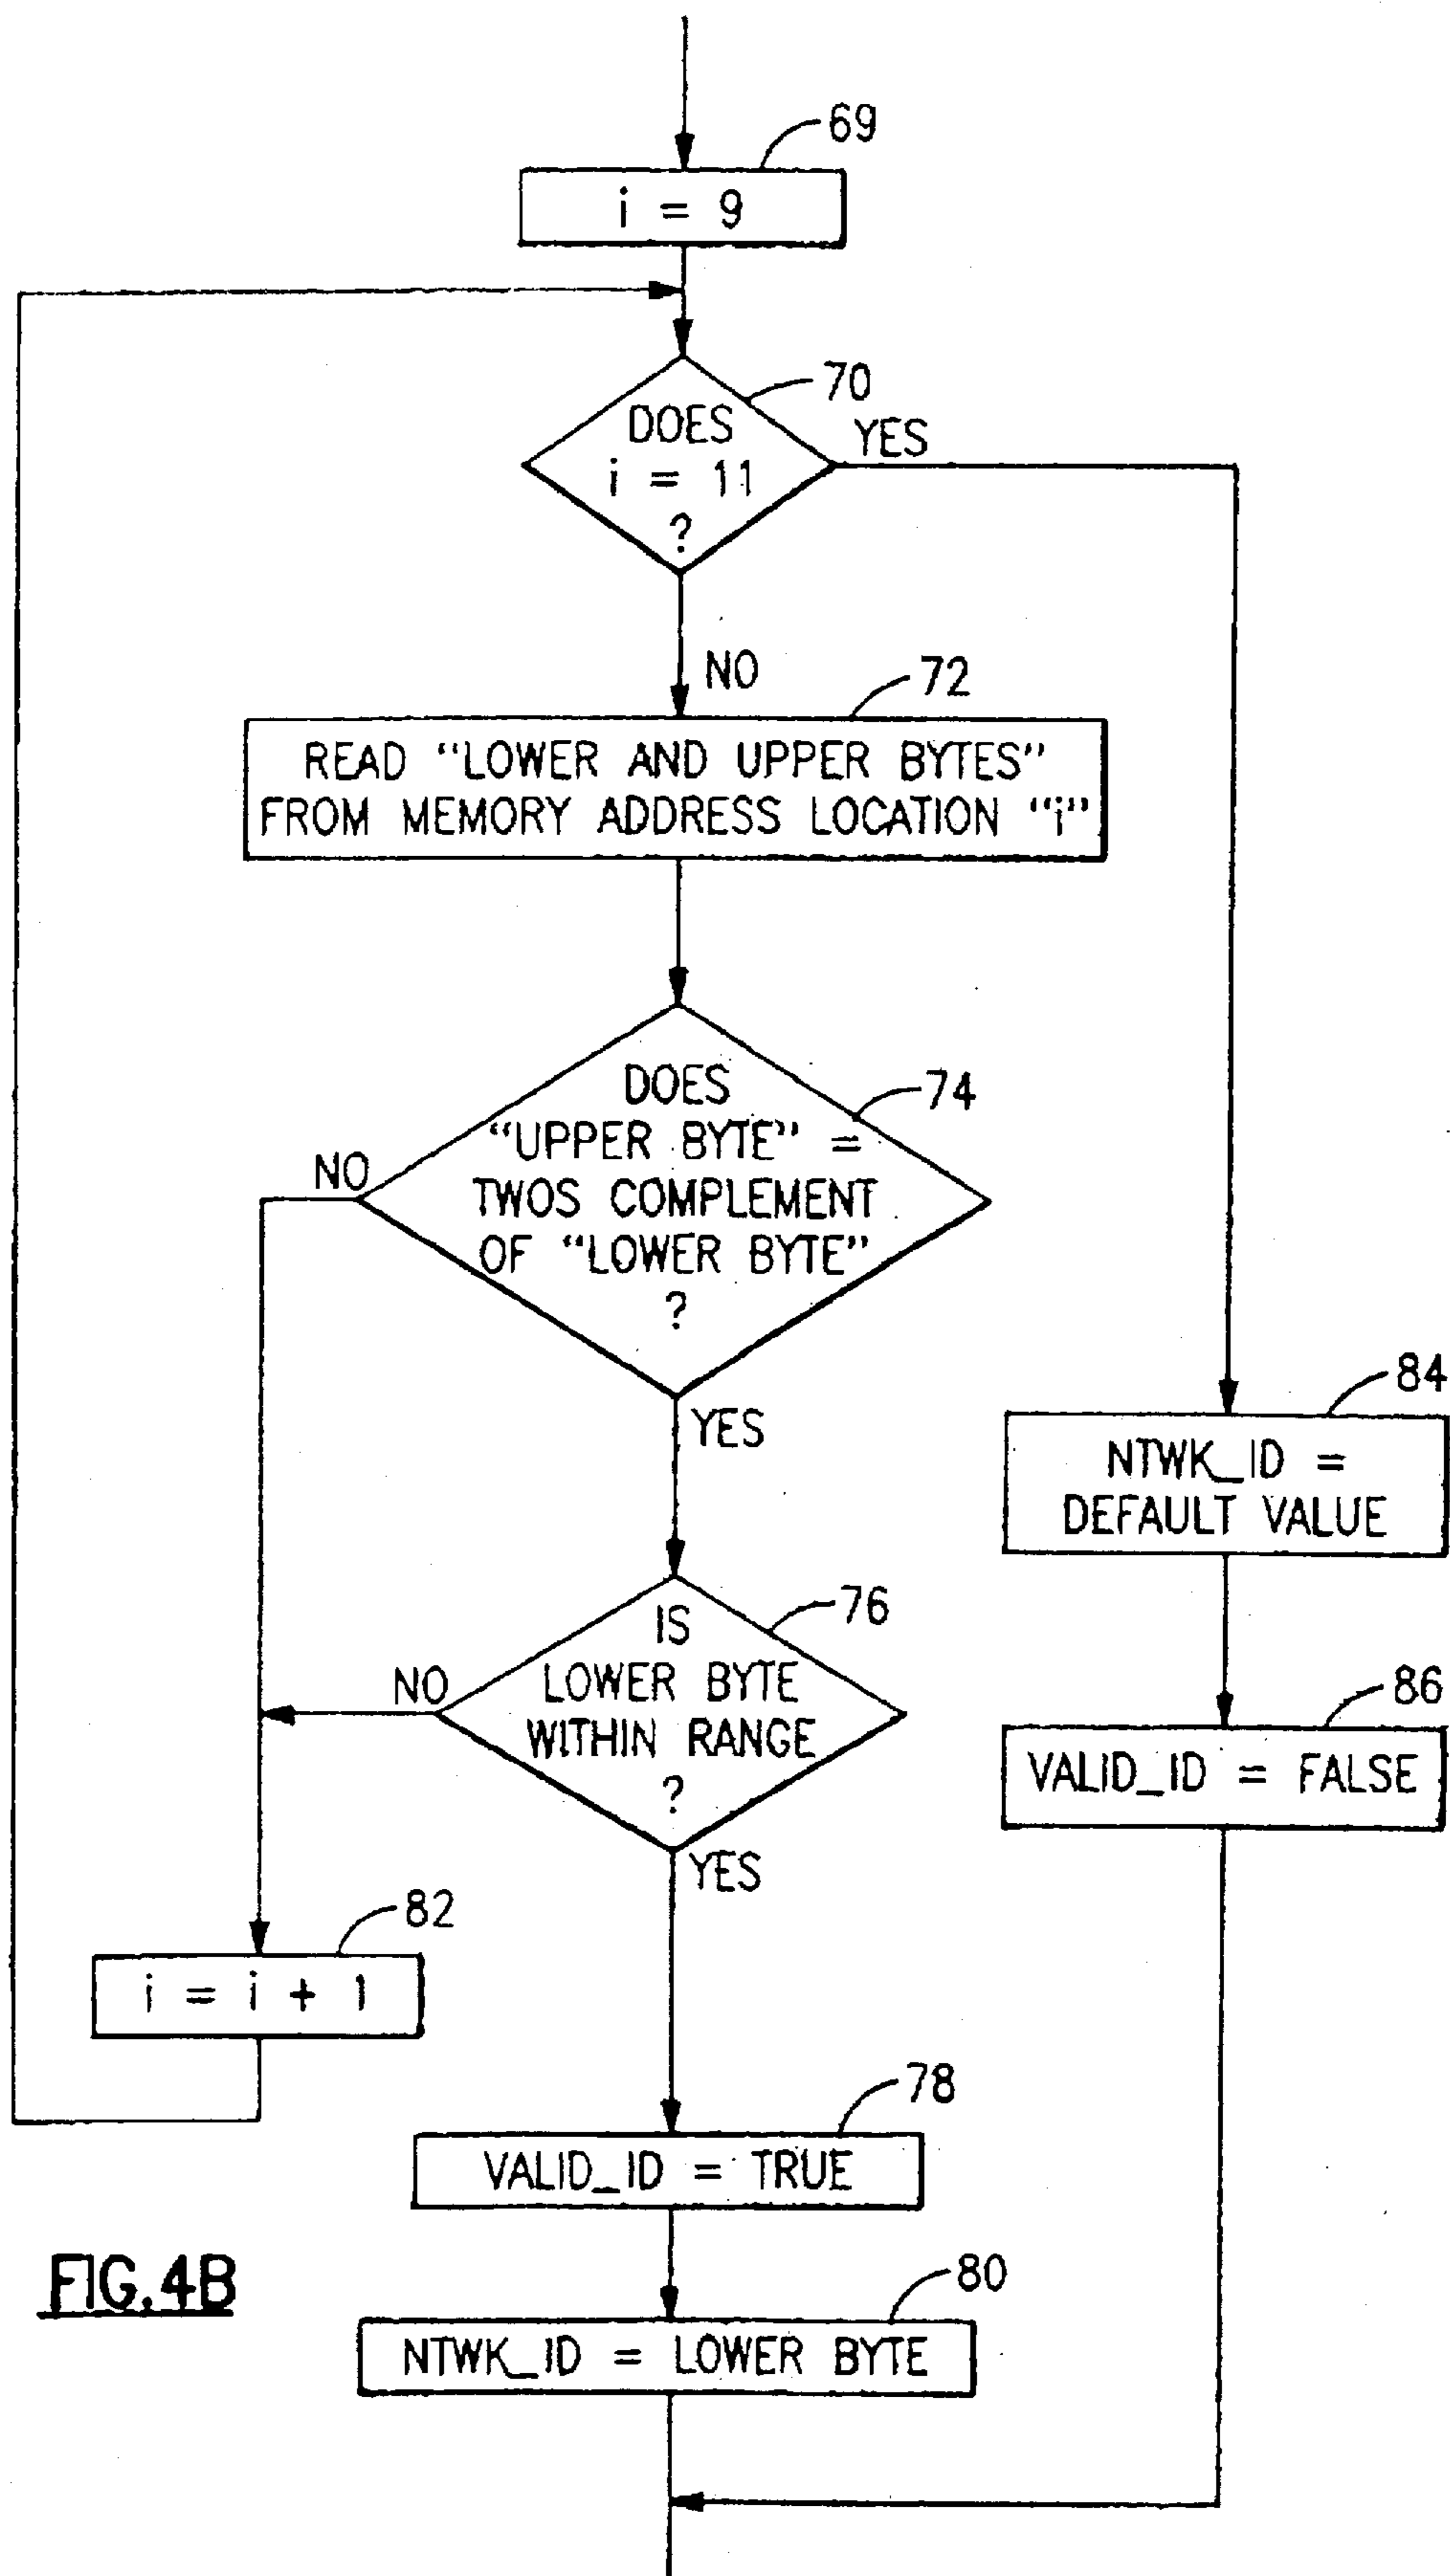 69
i = 9
70
DOES
i = 11
?
YES
NO
72
READ “LOWER AND UPPER BYTES”
FROM MEMORY ADDRESS LOCATION “i”
74
DOES
“UPPER BYTE” =
TWOS COMPLEMENT
OF “LOWER BYTE”
?
NO
YES
84
NTWK_ID =
DEFAULT VALUE
76
IS
LOWER BYTE
WITHIN RANGE
?
NO
YES
86
VALID_ID = FALSE
82
i = i + 1
78
VALID_ID = TRUE
80
NTWK_ID = LOWER BYTE
FIG.4B